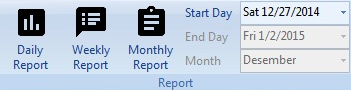 Daily
Report
Weekly
Report
Monthly
Report
Start Day Sat 12/27/2014
End Day Fri 1/2/2015
Month Desember
Report